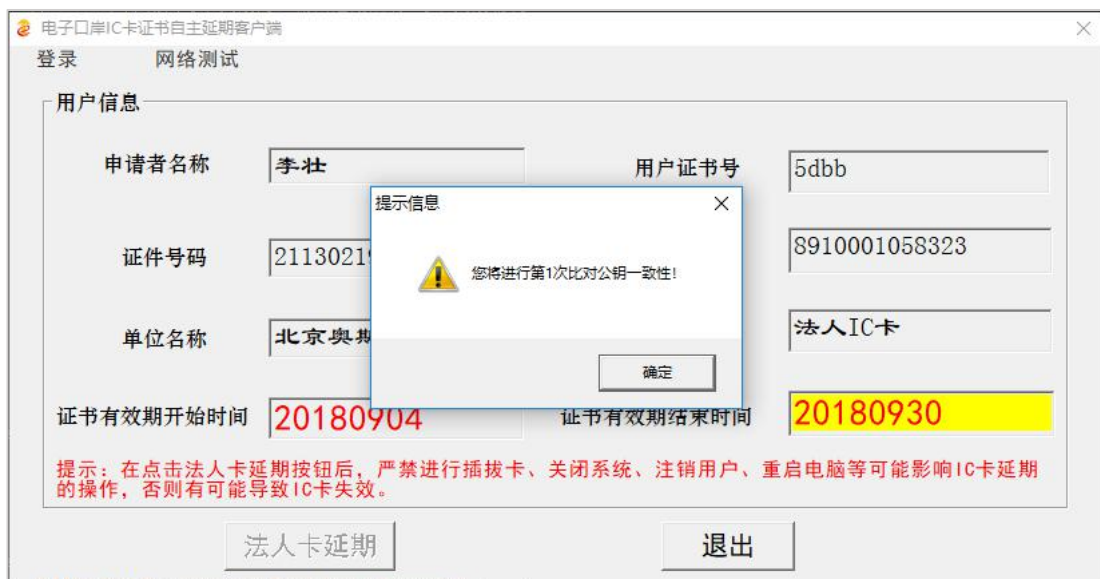 电子口岸IC卡证书自主延期客户端
登录 网络测试
用户信息
申请者名称 李壮 用户证书号 5dbb
提示信息
证件号码 2113021 8910001058323
您将进行第1次比对公钥一致性!
单位名称 北京奥斯 法人IC卡
确定
证书有效期开始时间 20180904 证书有效期结束时间 20180930
提示：在点击法人卡延期按钮后，严禁进行插拔卡、关闭系统、注销用户、重启电脑等可能影响IC卡延期
的操作，否则有可能导致IC卡失效。
法人卡延期 退出